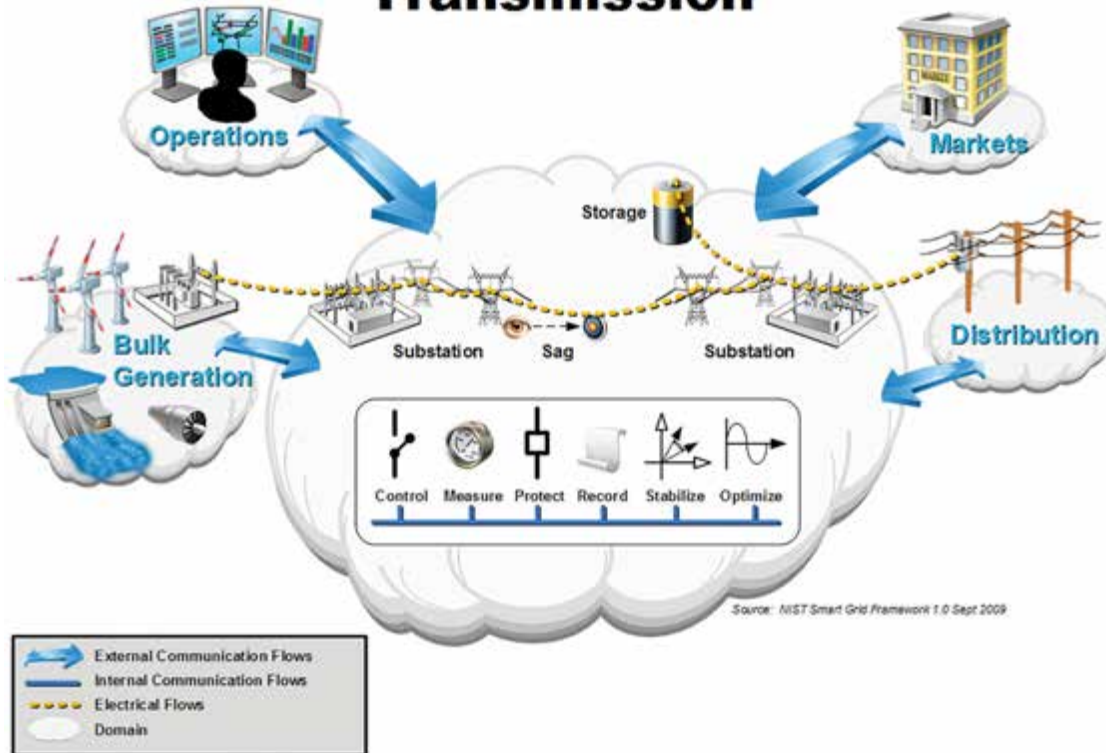 Transmission
Operations
MARKET
Markets
Storage
Substation
Sag
Substation
Bulk
Generation
Distribution
Control
Measure
Protect
Record
Stabilize
Optimize
Source: NIST Smart Grid Framework 1.0 Sept 2009
External Communication Flows
Internal Communication Flows
Electrical Flows
Domain